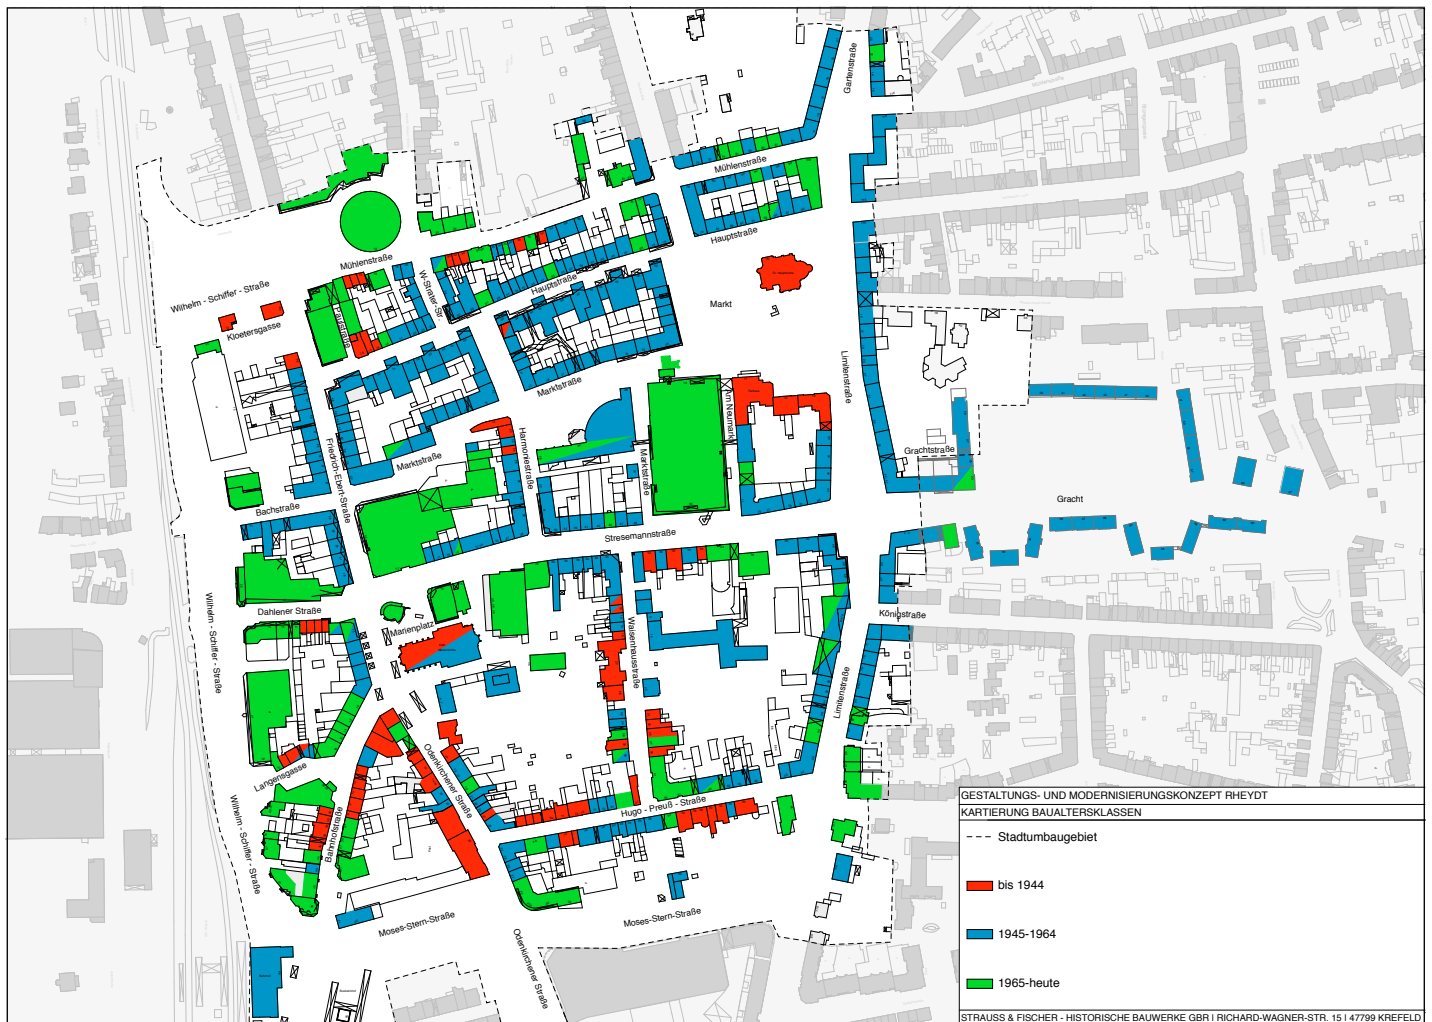 Gartenstraße
Mühlenstraße
Hauptstraße
Mühlenstraße
W-Sträter-Str.
Hauptstraße
Wilhelm - Schiffer - Straße
Kloetersgasse
Paulstraße
Markt
Marktstraße
Limitenstraße
Am Neumarkt
Harmoniestraße
Friedrich-Ebert-Straße
Marktstraße
Marktstraße
Grachtstraße
Gracht
Bachstraße
Stresemannstraße
Dahlener Straße
Wilhelm - Schiffer - Straße
Marienplatz
Waisenhausstraße
Königstraße
Limitenstraße
Odenkirchener Straße
Langensgasse
Wilhelm - Schiffer - Straße
Bahnhofstraße
Hugo - Preuß - Straße
Moses-Stern-Straße
Moses-Stern-Straße
Odenkirchener Straße
GESTALTUNGS- UND MODERNISIERUNGSKONZEPT RHEYDT
KARTIERUNG BAUALTERSKLASSEN
Stadtumbaugebiet
bis 1944
1945-1964
1965-heute
STRAUSS & FISCHER - HISTORISCHE BAUWERKE GBR | RICHARD-WAGNER-STR. 15 | 47799 KREFELD